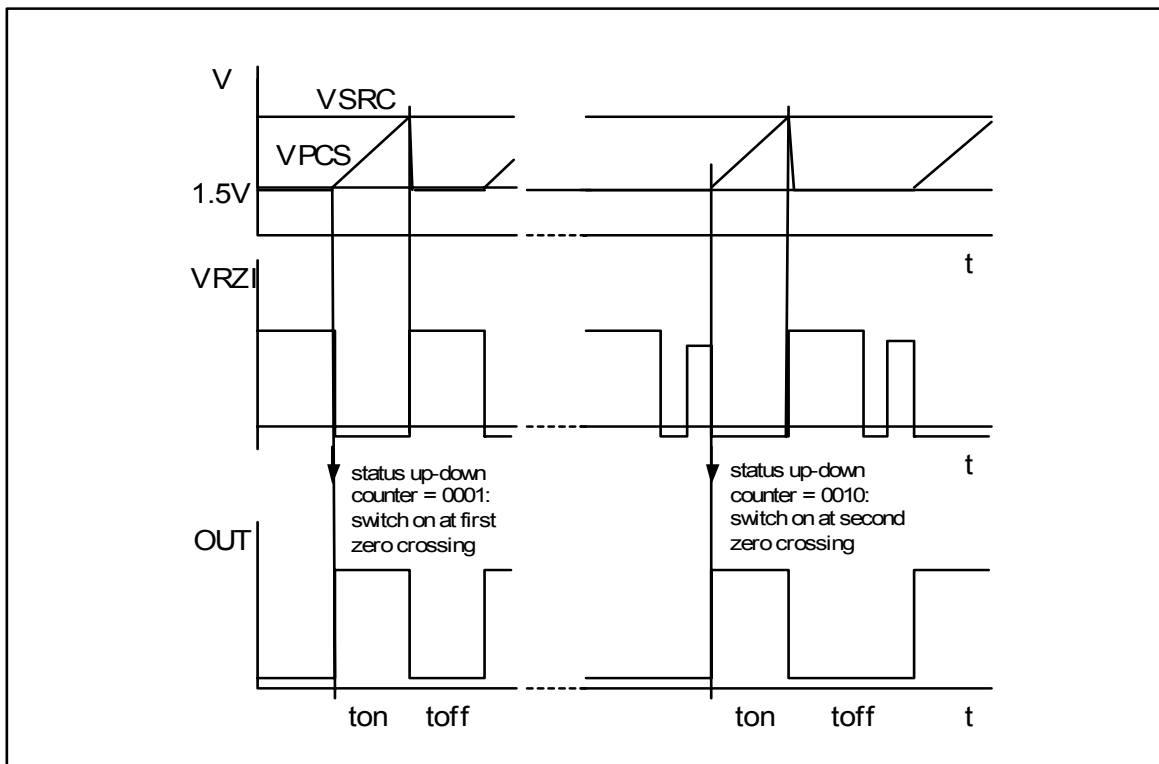 V
VSRC
VPCS
1.5V
t
VRZI
t
status up-down
counter = 0001:
switch on at first
zero crossing
status up-down
counter = 0010:
switch on at second
zero crossing
OUT
ton
toff
ton
toff
t